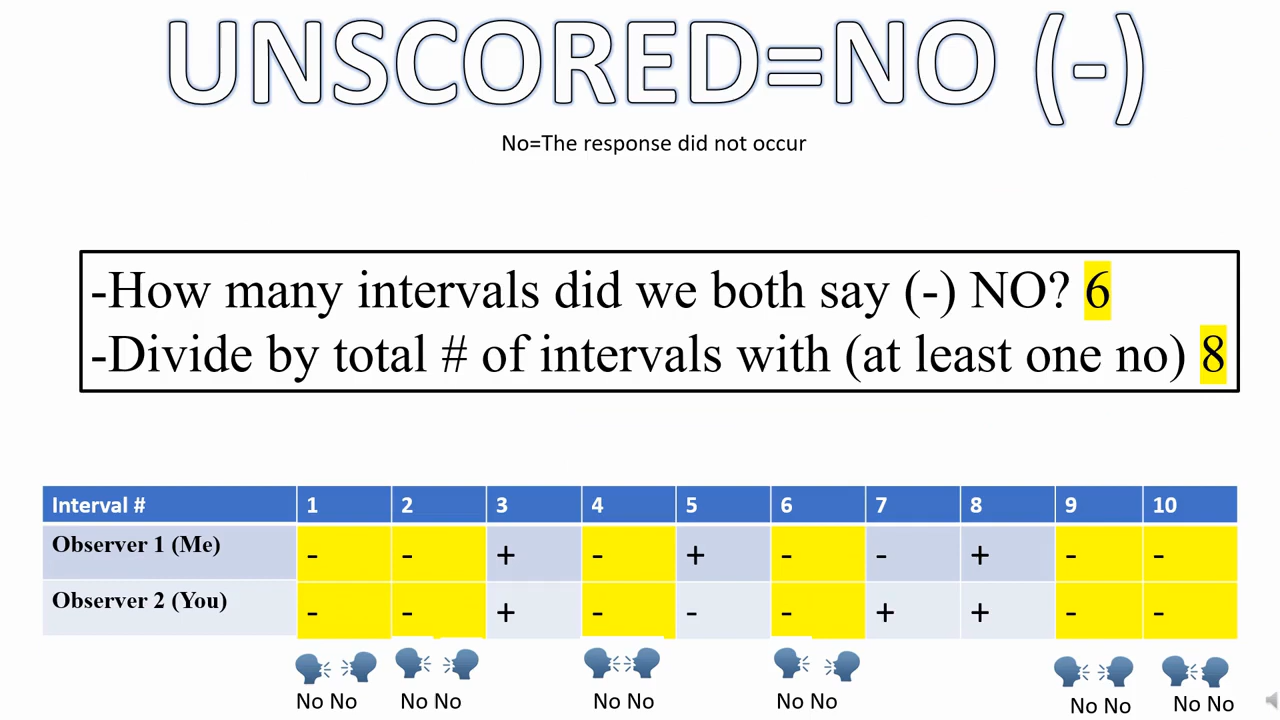 UNSCORED=NO (-)
No=The response did not occur
-How many intervals did we both say (-) NO? 6
-Divide by total # of intervals with (at least one no) 8
Interval # 1 2 3 4 5 6 7 8 9 10
Observer 1 (Me) - - + - + - - + - -
Observer 2 (You) - - + - - - + + - -
No No No No No No No No No No No No